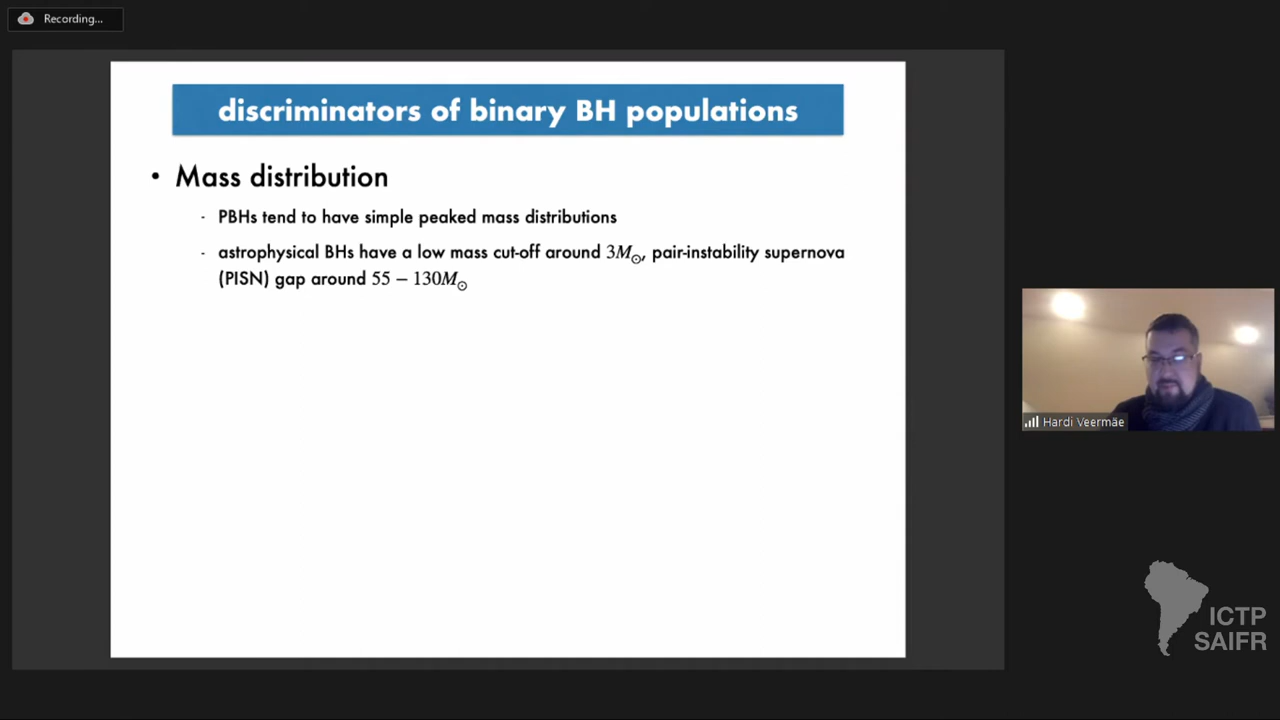 Recording...
discriminators of binary BH populations
• Mass distribution
- PBHs tend to have simple peaked mass distributions
- astrophysical BHs have a low mass cut-off around 3M☉, pair-instability supernova
(PISN) gap around 55 – 130M☉
Hardi Veermäe
ICTP
SAIFR